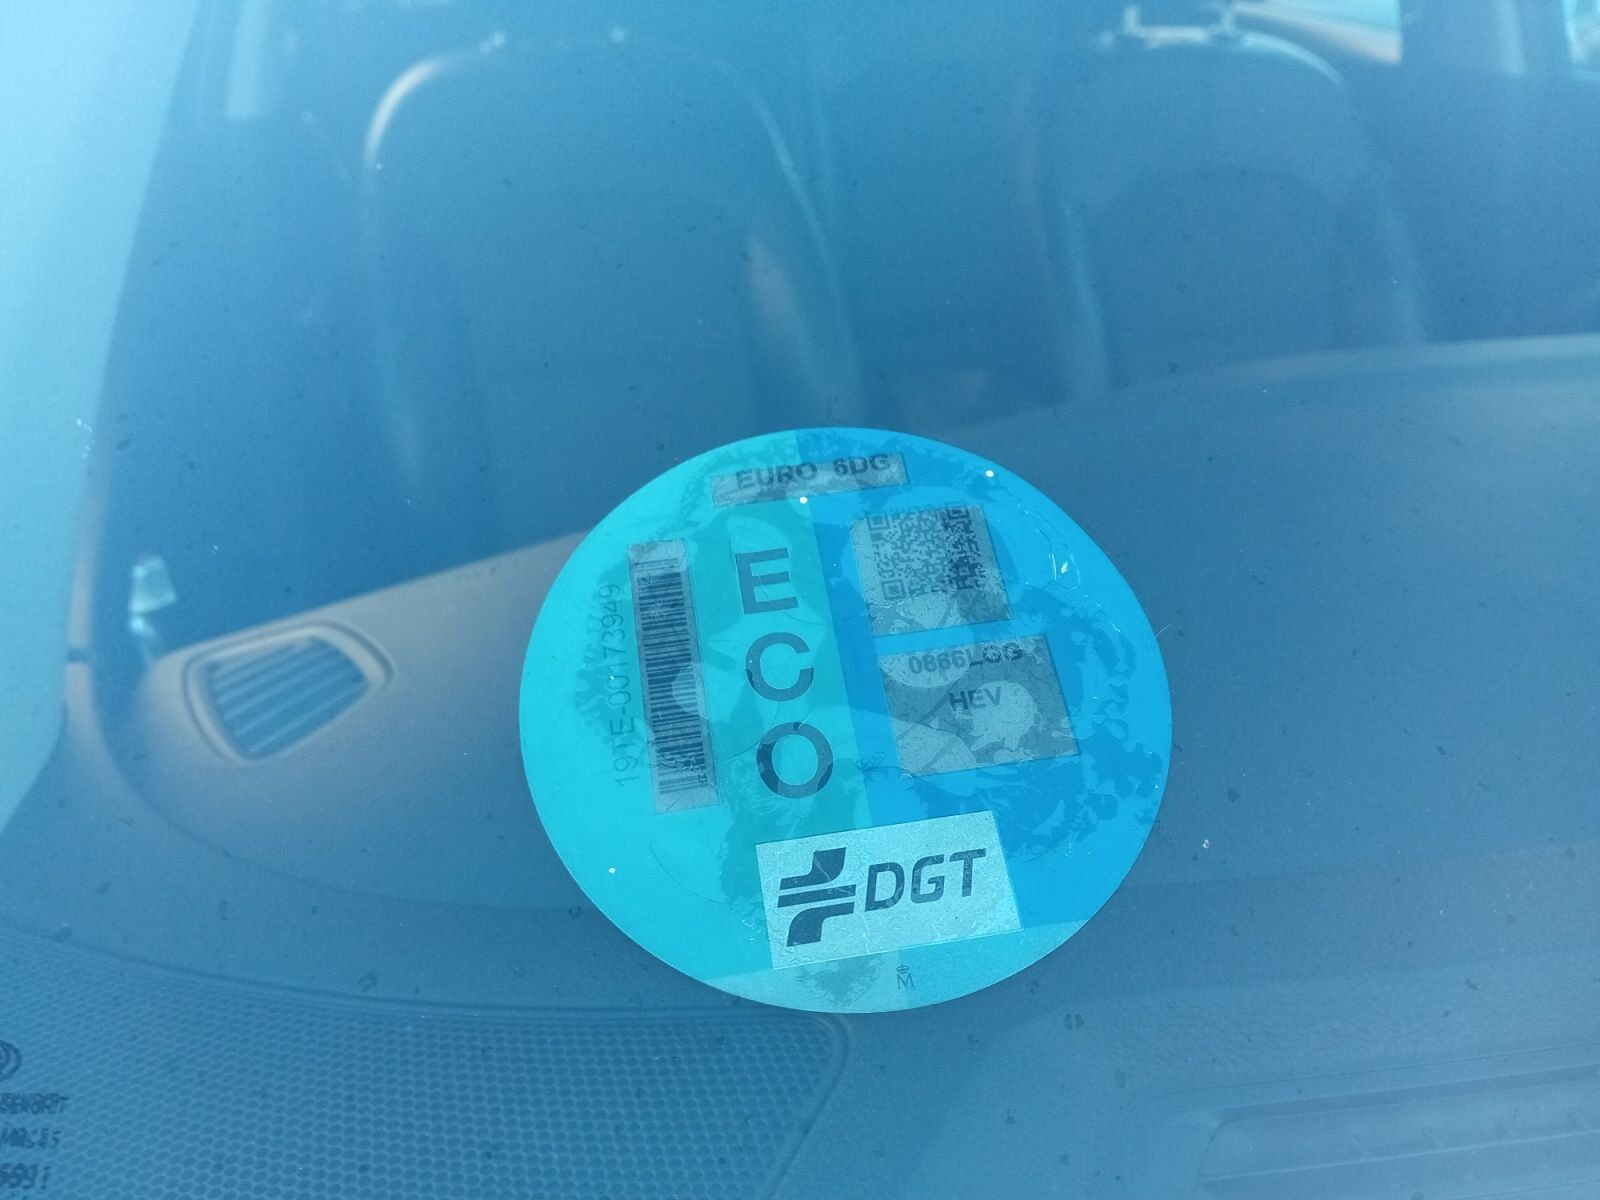 EURO 6DG
19TE-00173949
E
C
O
0866LGG
HEV
DGT
M